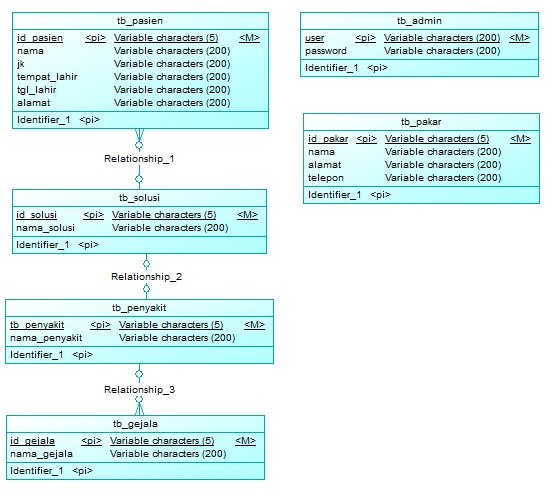 tb_pasien
id_pasien <pi> Variable characters (5) <M>
nama Variable characters (200)
jk Variable characters (200)
tempat_lahir Variable characters (200)
tgl_lahir Variable characters (200)
alamat Variable characters (200)
Identifier_1 <pi>
Relationship_1
tb_solusi
id_solusi <pi> Variable characters (5) <M>
nama_solusi Variable characters (200)
Identifier_1 <pi>
Relationship_2
tb_penyakit
tb_penyakit <pi> Variable characters (5) <M>
nama_penyakit Variable characters (200)
Identifier_1 <pi>
Relationship_3
tb_gejala
id_gejala <pi> Variable characters (5) <M>
nama_gejala Variable characters (200)
Identifier_1 <pi>
tb_admin
user <pi> Variable characters (200) <M>
password Variable characters (200)
Identifier_1 <pi>
tb_pakar
id_pakar <pi> Variable characters (5) <M>
nama Variable characters (200)
alamat Variable characters (200)
telepon Variable characters (200)
Identifier_1 <pi>